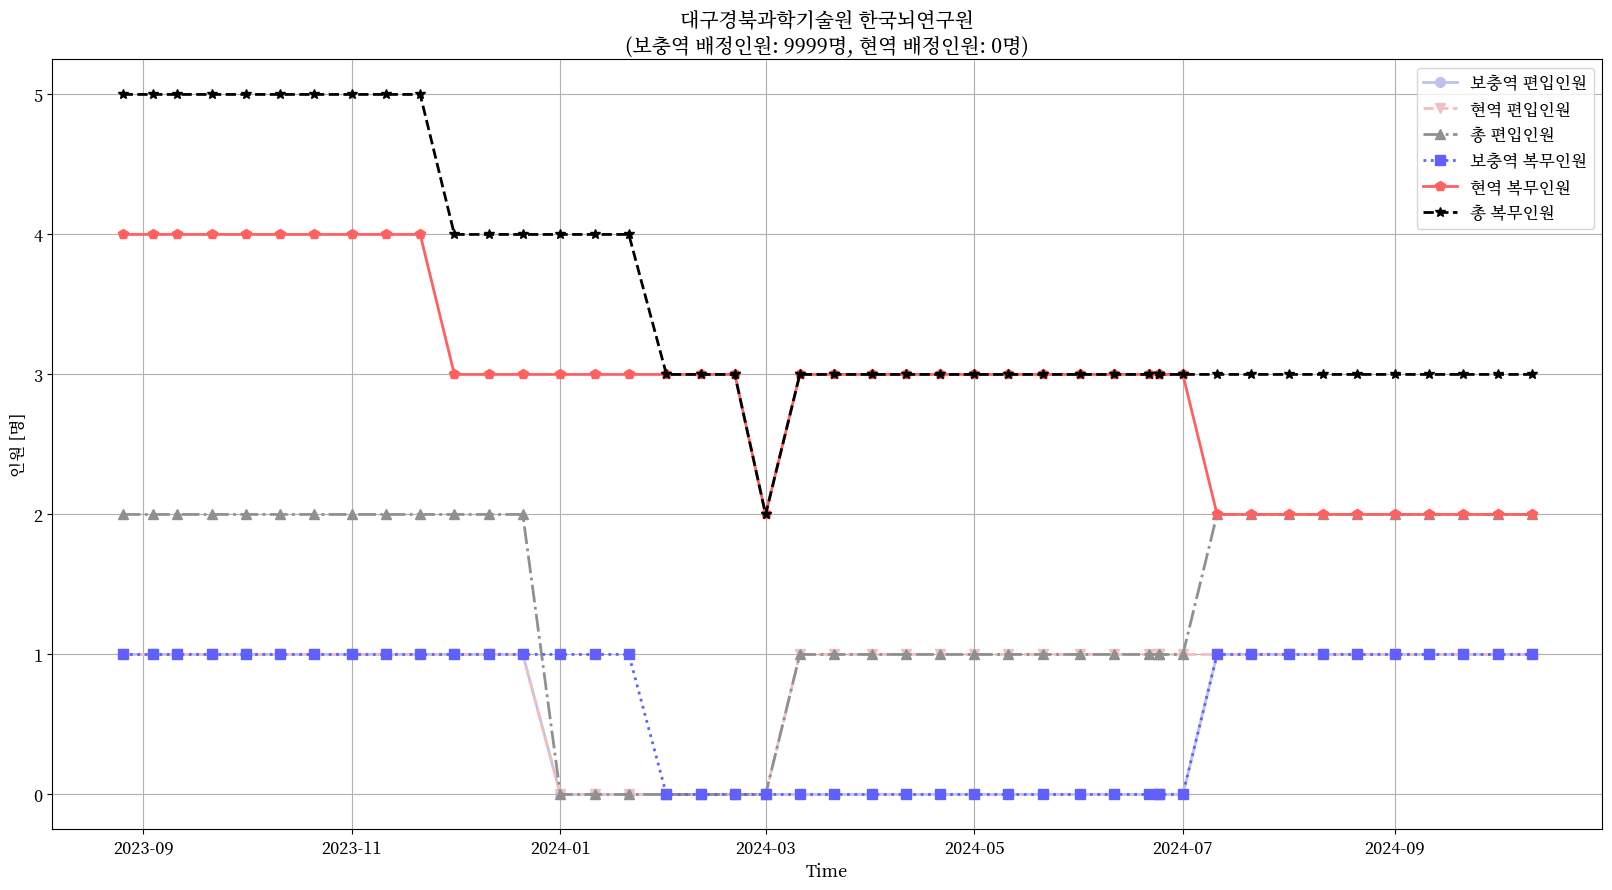 대구경북과학기술원 한국뇌연구원
(보충역 배정인원: 9999명, 현역 배정인원: 0명)
보충역 편입인원
현역 편입인원
총 편입인원
보충역 복무인원
현역 복무인원
총 복무인원
인원 [명]
5
4
3
2
1
0
2023-09
2023-11
2024-01
2024-03
2024-05
2024-07
2024-09
Time